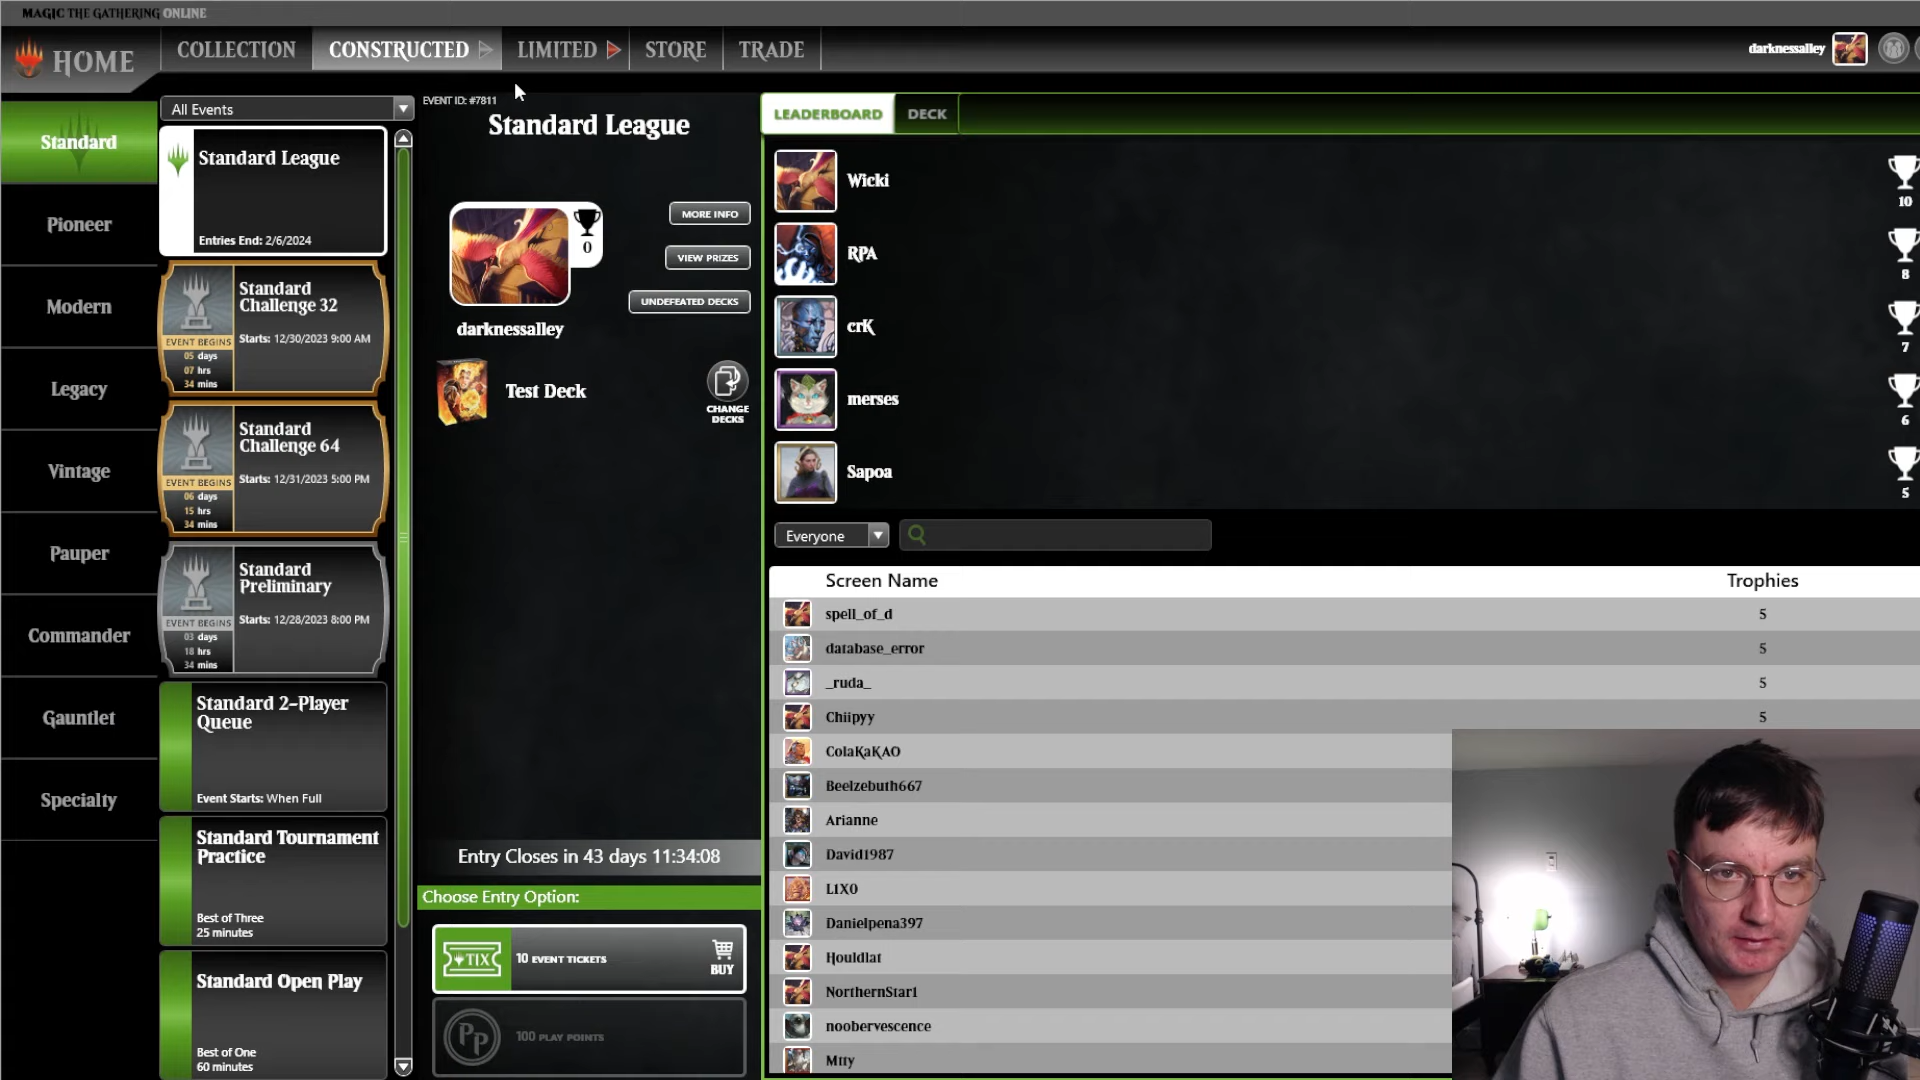 MAGIC THE GATHERING ONLINE
HOME
COLLECTION
CONSTRUCTED
LIMITED
STORE
TRADE
darknessalley
Standard
Pioneer
Modern
Legacy
Vintage
Pauper
Commander
Gauntlet
Specialty
All Events
Standard League
Entries End: 2/6/2024
Standard
Challenge 32
Starts: 12/30/2023 9:00 AM
EVENT BEGINS
05 days
07 hrs
34 mins
Standard
Challenge 64
Starts: 12/31/2023 5:00 PM
EVENT BEGINS
06 days
15 hrs
34 mins
Standard
Preliminary
Starts: 12/28/2023 8:00 PM
EVENT BEGINS
03 days
18 hrs
34 mins
Standard 2-Player
Queue
Event Starts: When Full
Standard Tournament
Practice
Best of Three
25 minutes
Standard Open Play
Best of One
60 minutes
EVENT ID: #7811
Standard League
0
MORE INFO
VIEW PRIZES
UNDEFEATED DECKS
darknessalley
Test Deck
CHANGE
DECKS
Entry Closes in 43 days 11:34:08
Choose Entry Option:
TIX
10 EVENT TICKETS
BUY
PP
100 PLAY POINTS
LEADERBOARD
DECK
Wicki
10
RPA
8
crK
7
merses
6
Sapoa
5
Everyone
Screen Name
Trophies
spell_of_d
5
database_error
5
_ruda_
5
Chiipyy
5
ColaKaKAO
Beelzebuth667
Arianne
David1987
L1X0
Danielpena397
Houldlat
NorthernStar1
noobervescence
Mtty